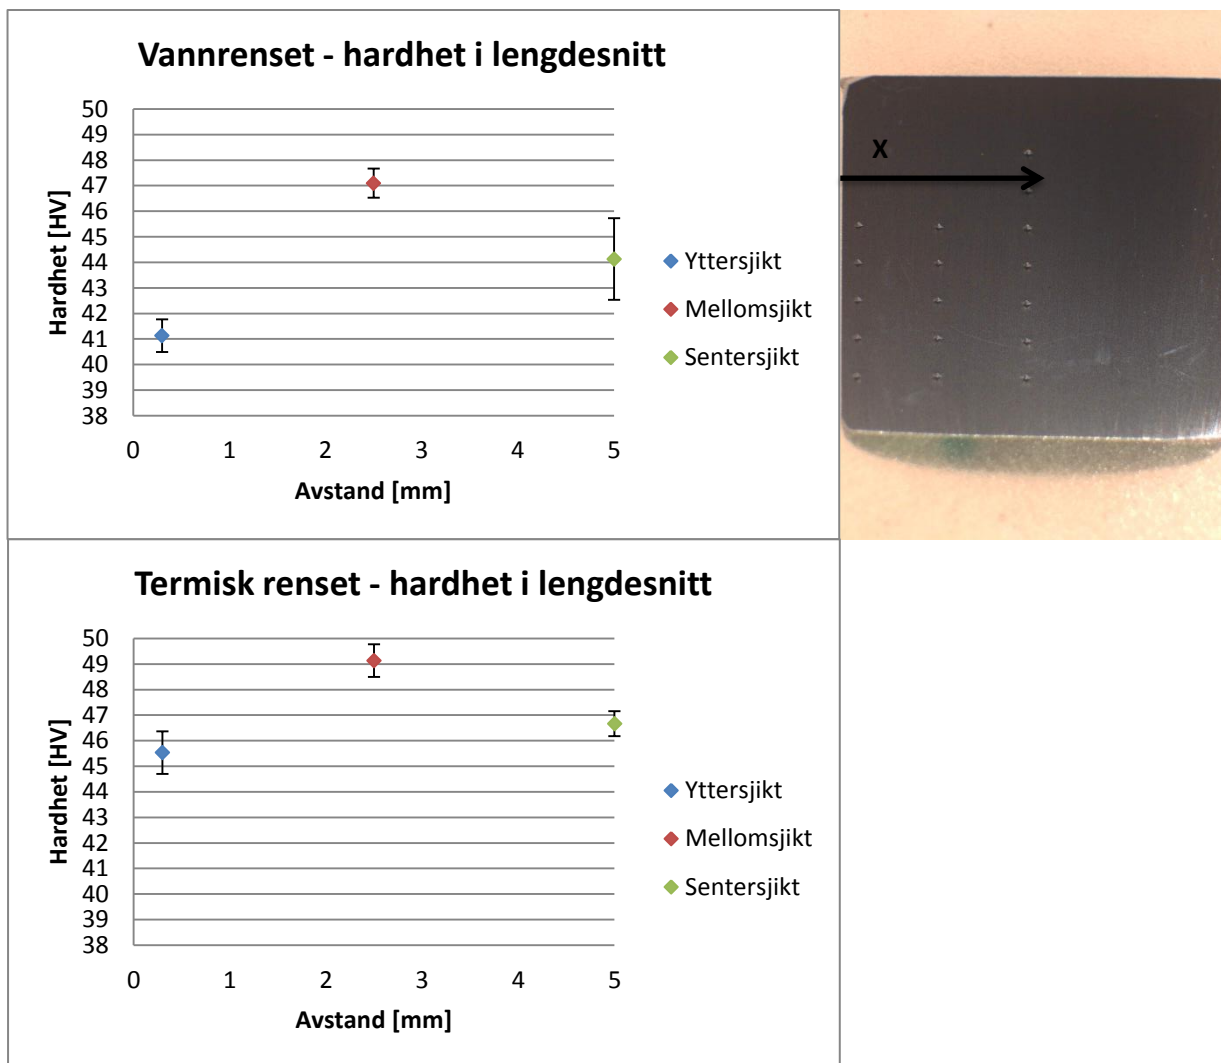 Vannrenset - hardhet i lengdesnitt
50
49
48
47
46
45
44
43
42
41
40
39
38
Hardhet [HV]
0 1 2 3 4 5
Avstand [mm]
Yttersjikt
Mellomsjikt
Sentersjikt
X
Termisk renset - hardhet i lengdesnitt
50
49
48
47
46
45
44
43
42
41
40
39
38
Hardhet [HV]
0 1 2 3 4 5
Avstand [mm]
Yttersjikt
Mellomsjikt
Sentersjikt